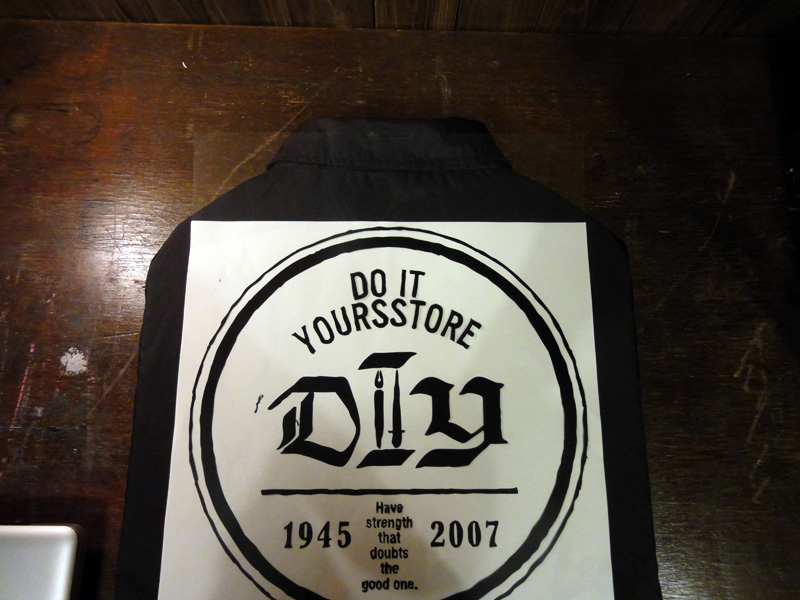 DO IT
YOURSSTORE
DIY
1945
Have
strength
that
doubts
the
good one.
2007